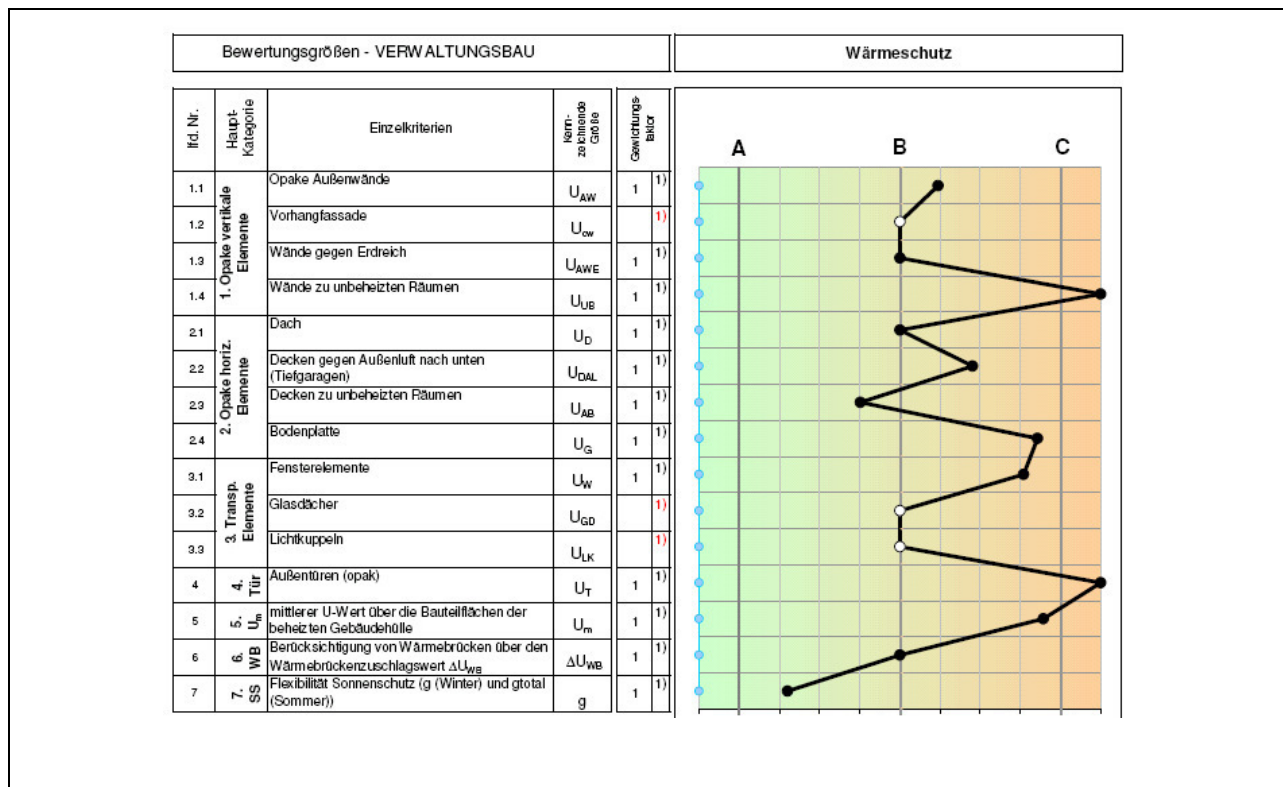 Bewertungsgrößen - VERWALTUNGSBAU
Wärmeschutz
lfd. Nr.
Haupt-
Kategorie
Einzelkriterien
Kenn-
zeichnende
Größe
Gewichtungs-
faktor
A B C
1. Opake vertikale
Elemente
1.1 Opake Außenwände U_AW 1 1)
1.2 Vorhangfassade U_cw 1)
1.3 Wände gegen Erdreich U_AWE 1 1)
1.4 Wände zu unbeheizten Räumen U_UB 1 1)
2. Opake horiz.
Elemente
2.1 Dach U_D 1 1)
2.2 Decken gegen Außenluft nach unten
(Tiefgaragen) U_DAL 1 1)
2.3 Decken zu unbeheizten Räumen U_AB 1 1)
2.4 Bodenplatte U_G 1 1)
3. Transp.
Elemente
3.1 Fensterelemente U_W 1 1)
3.2 Glasdächer U_GD 1)
3.3 Lichtkuppeln U_LK 1)
4.
Tür
4 Außentüren (opak) U_T 1 1)
5.
U_m
5 mittlerer U-Wert über die Bauteilflächen der
beheizten Gebäudehülle U_m 1 1)
6.
WB
6 Berücksichtigung von Wärmebrücken über den
Wärmebrückenzuschlagswert ΔU_WB ΔU_WB 1 1)
7.
SS
7 Flexibilität Sonnenschutz (g (Winter) und gtotal
(Sommer)) g 1 1)